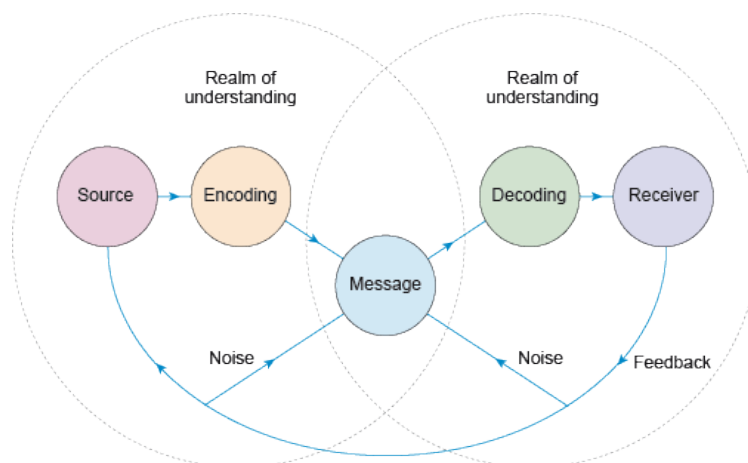 Realm of
understanding
Realm of
understanding
Source
Encoding
Decoding
Receiver
Message
Noise
Noise
Feedback